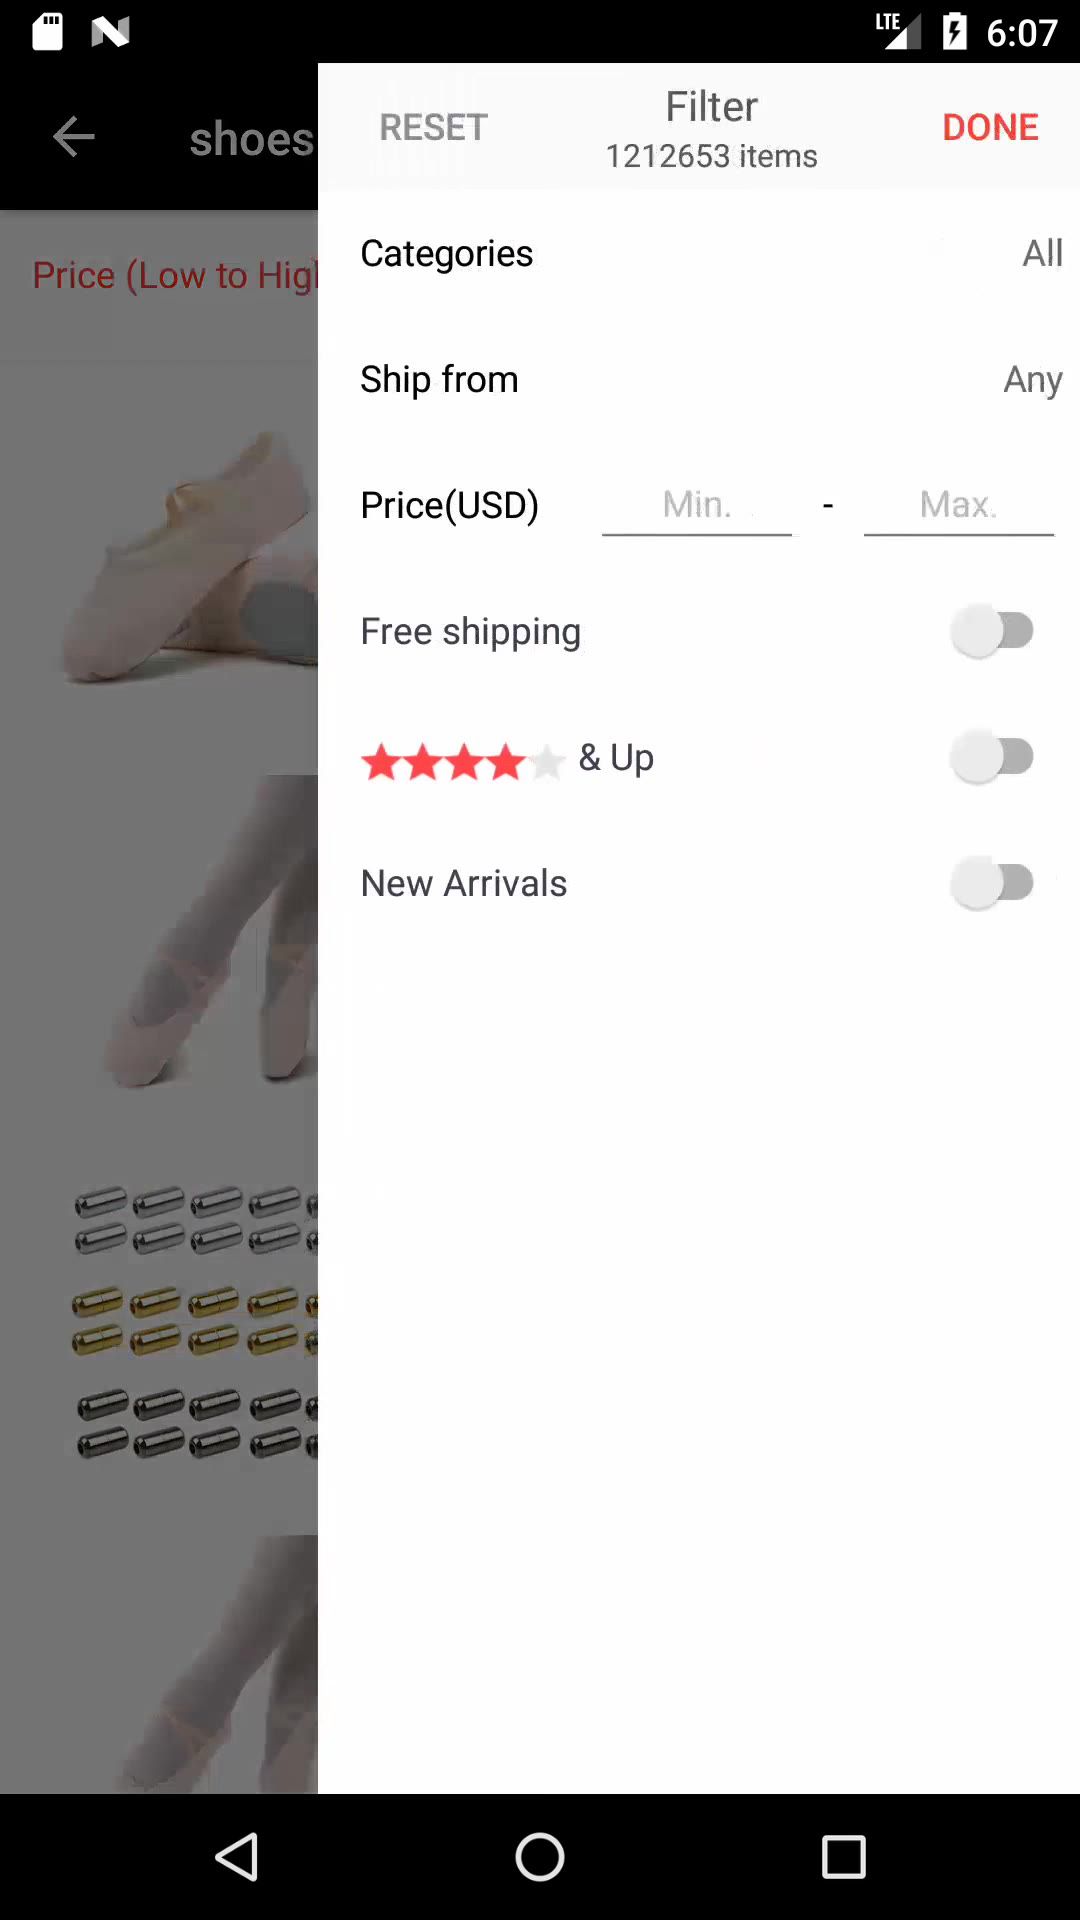 LTE 6:07
shoes
RESET
Filter
DONE
1212653 items
Price (Low to High
Categories
All
Ship from
Any
Price(USD)
Min. - Max.
Free shipping
& Up
New Arrivals